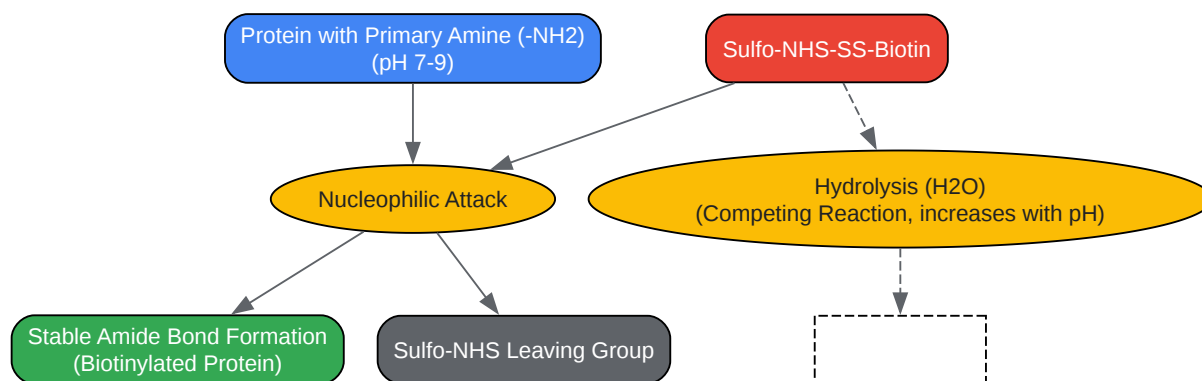 Protein with Primary Amine (-NH2)
(pH 7-9)
Sulfo-NHS-SS-Biotin
Nucleophilic Attack
Hydrolysis (H2O)
(Competing Reaction, increases with pH)
Stable Amide Bond Formation
(Biotinylated Protein)
Sulfo-NHS Leaving Group